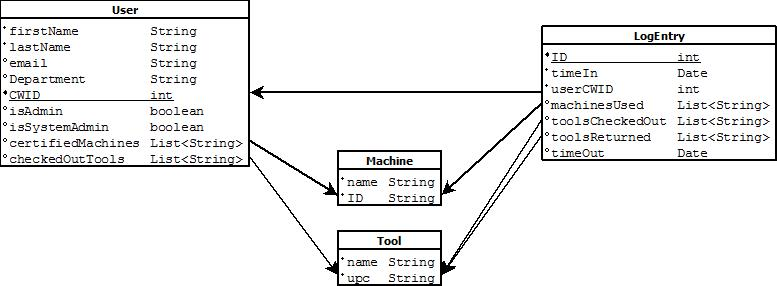 User
firstName String
lastName String
email String
Department String
CWID int
isAdmin boolean
isSystemAdmin boolean
certifiedMachines List<String>
checkedOutTools List<String>
LogEntry
ID int
timeIn Date
userCWID int
machinesUsed List<String>
toolsCheckedOut List<String>
toolsReturned List<String>
timeOut Date
Machine
name String
ID String
Tool
name String
upc String